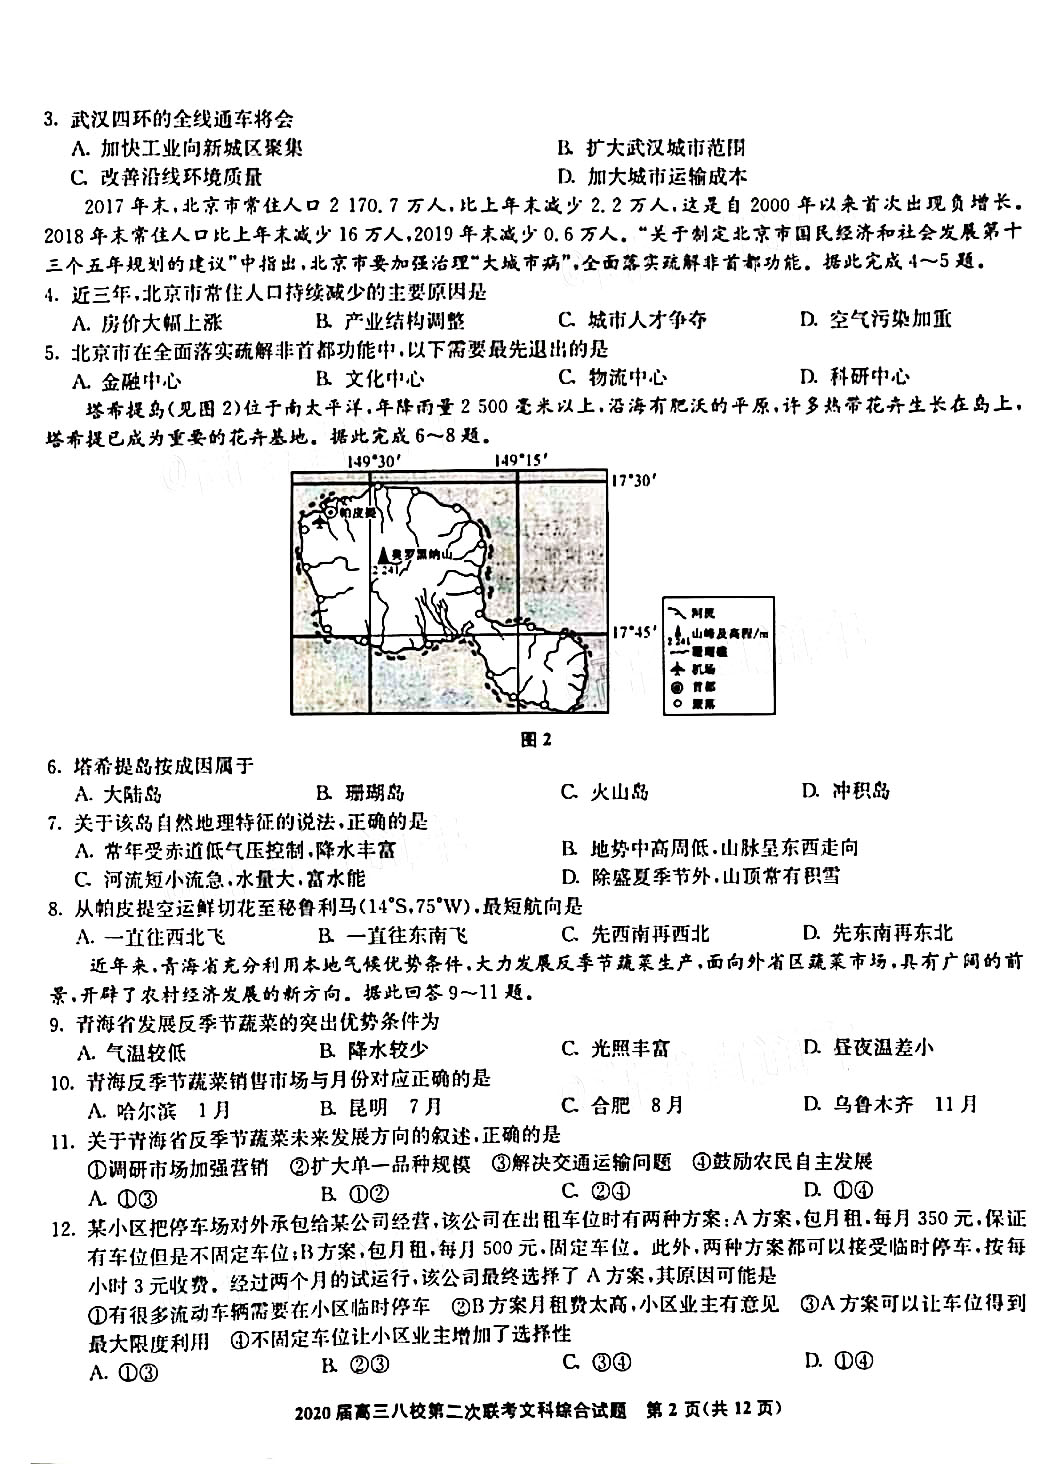 3. 武汉四环的全线通车将会
A. 加快工业向新城区聚集 B. 扩大武汉城市范围
C. 改善沿线环境质量 D. 加大城市运输成本
2017年末,北京市常住人口2 170.7万人,比上年末减少2.2万人,这是自2000年以来首次出现负增长。
2018年末常住人口比上年末减少16万人,2019年末减少0.6万人。“关于制定北京市国民经济和社会发展第十
三个五年规划的建议”中指出,北京市要加强治理“大城市病”,全面落实疏解非首都功能。据此完成4～5题。
4. 近三年,北京市常住人口持续减少的主要原因是
A. 房价大幅上涨 B. 产业结构调整 C. 城市人才争夺 D. 空气污染加重
5. 北京市在全面落实疏解非首都功能中,以下需要最先退出的是
A. 金融中心 B. 文化中心 C. 物流中心 D. 科研中心
塔希提岛(见图2)位于南太平洋,年降雨量2 500毫米以上,沿海有肥沃的平原,许多热带花卉生长在岛上,
塔希提已成为重要的花卉基地。据此完成6～8题。
149°30′ 149°15′
17°30′
帕皮提
奥罗黑纳山
2 241
17°45′
河流
2 241 山峰及高程/m
珊瑚礁
机场
首都
聚落
图2
6. 塔希提岛按成因属于
A. 大陆岛 B. 珊瑚岛 C. 火山岛 D. 冲积岛
7. 关于该岛自然地理特征的说法,正确的是
A. 常年受赤道低气压控制,降水丰富 B. 地势中高周低,山脉呈东西走向
C. 河流短小流急,水量大,富水能 D. 除盛夏季节外,山顶常有积雪
8. 从帕皮提空运鲜切花至秘鲁利马(14°S,75°W),最短航向是
A. 一直往西北飞 B. 一直往东南飞 C. 先西南再西北 D. 先东南再东北
近年来,青海省充分利用本地气候优势条件,大力发展反季节蔬菜生产,面向外省区蔬菜市场,具有广阔的前
景,开辟了农村经济发展的新方向。据此回答9～11题。
9. 青海省发展反季节蔬菜的突出优势条件为
A. 气温较低 B. 降水较少 C. 光照丰富 D. 昼夜温差小
10. 青海反季节蔬菜销售市场与月份对应正确的是
A. 哈尔滨 1月 B. 昆明 7月 C. 合肥 8月 D. 乌鲁木齐 11月
11. 关于青海省反季节蔬菜未来发展方向的叙述,正确的是
①调研市场加强营销 ②扩大单一品种规模 ③解决交通运输问题 ④鼓励农民自主发展
A. ①③ B. ①② C. ②④ D. ①④
12. 某小区把停车场对外承包给某公司经营,该公司在出租车位时有两种方案:A方案,包月租,每月350元,保证
有车位但是不固定车位;B方案,包月租,每月500元,固定车位。此外,两种方案都可以接受临时停车,按每
小时3元收费。经过两个月的试运行,该公司最终选择了A方案,其原因可能是
①有很多流动车辆需要在小区临时停车 ②B方案月租费太高,小区业主有意见 ③A方案可以让车位得到
最大限度利用 ④不固定车位让小区业主增加了选择性
A. ①③ B. ②③ C. ③④ D. ①④
2020届高三八校第二次联考文科综合试题 第2页(共12页)